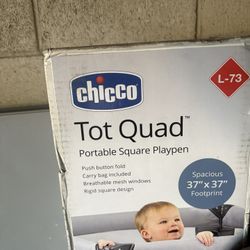 L-73
chicco
Tot Quad™
Portable Square Playpen
Push button fold
Carry bag included
Breathable mesh windows
Rigid square design
Spacious
37"x 37"
Footprint